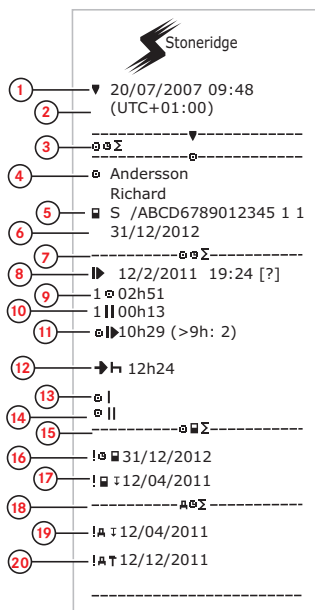 Stoneridge
1 ▼ 20/07/2007 09:48
2 (UTC+01:00)
----------▼----------
3 ⊙⊙Σ
----------⊙----------
4 ⊙ Andersson
Richard
5 S /ABCD6789012345 1 1
6 31/12/2012
7 ----------⊙⊙Σ----------
8 12/2/2011 19:24 [?]
9 1 ⊙ 02h51
10 1 || 00h13
11 ⊙ 10h29 (>9h: 2)
12 12h24
13 ⊙ |
14 ⊙ ||
15 ----------⊙Σ----------
16 !⊙ 31/12/2012
17 ! 12/04/2011
18 ----------⊙Σ----------
19 ! 12/04/2011
20 ! 12/12/2011